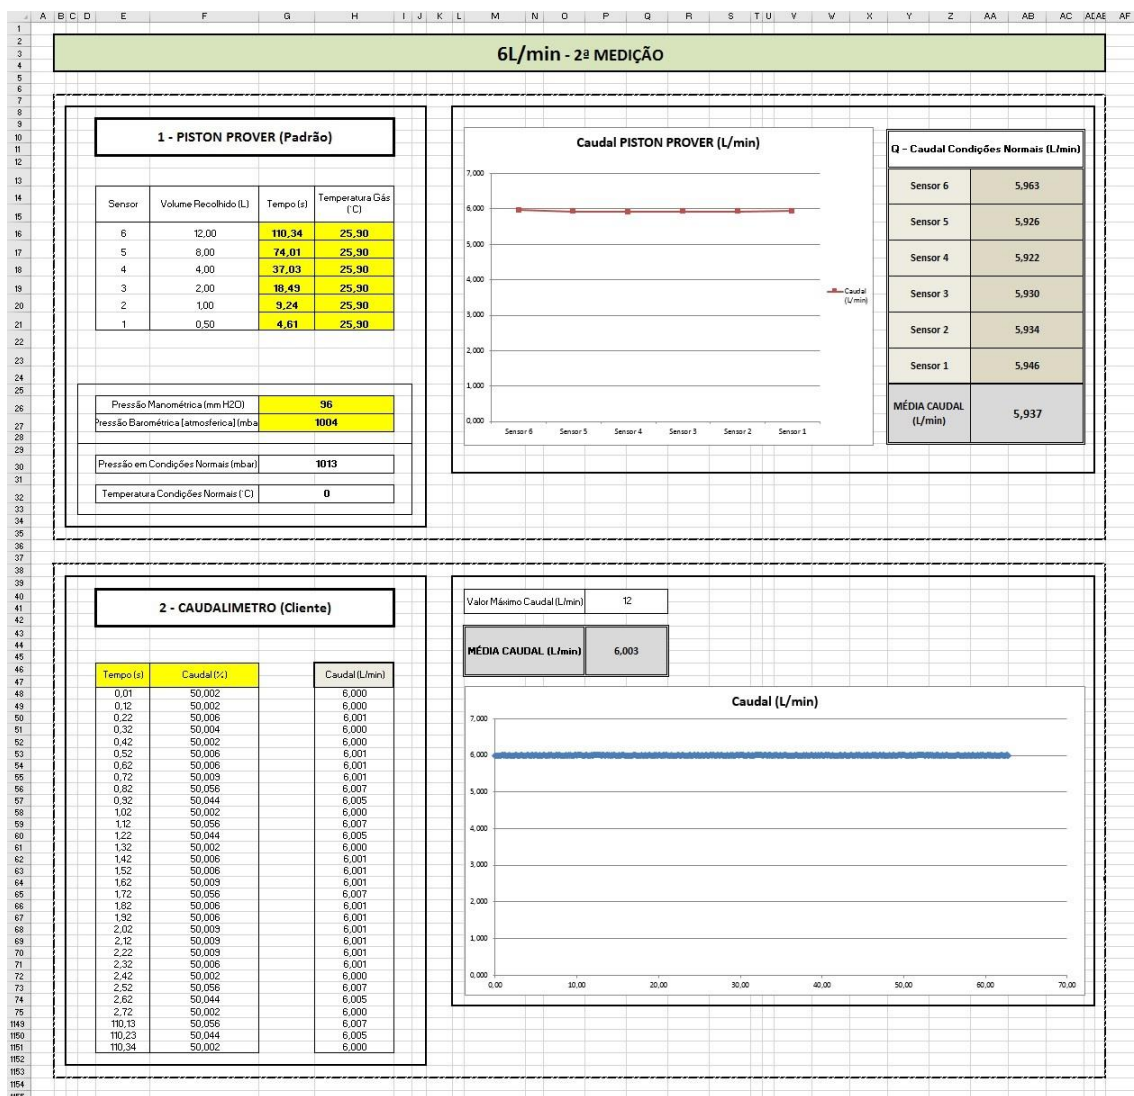 A B C D E F G H I J K L M N O P Q R S T U V W X Y Z AA AB AC AD AE AF
6L/min - 2ª MEDIÇÃO
1 - PISTON PROVER (Padrão)
Sensor Volume Recolhido (L) Tempo (s) Temperatura Gás (°C)
6 12,00 110,34 25,90
5 8,00 74,01 25,90
4 4,00 37,03 25,90
3 2,00 18,49 25,90
2 1,00 9,24 25,90
1 0,50 4,61 25,90
Pressão Manométrica (mm H2O) 96
Pressão Barométrica [atmosferica] (mba 1004
Pressão em Condições Normais (mbar) 1013
Temperatura Condições Normais (°C) 0
Caudal PISTON PROVER (L/min)
7,000
6,000
5,000
4,000
3,000
2,000
1,000
0,000
Sensor 6 Sensor 5 Sensor 4 Sensor 3 Sensor 2 Sensor 1
Caudal
(L/min)
Q - Caudal Condições Normais (L/min)
Sensor 6 5,963
Sensor 5 5,926
Sensor 4 5,922
Sensor 3 5,930
Sensor 2 5,934
Sensor 1 5,946
MÉDIA CAUDAL (L/min) 5,937
2 - CAUDALIMETRO (Cliente)
Tempo (s) Caudal (%) Caudal (L/min)
0,01 50,002 6,000
0,12 50,002 6,000
0,22 50,006 6,001
0,32 50,004 6,000
0,42 50,002 6,000
0,52 50,006 6,001
0,62 50,006 6,001
0,72 50,009 6,001
0,82 50,056 6,007
0,92 50,044 6,005
1,02 50,002 6,000
1,12 50,056 6,007
1,22 50,044 6,005
1,32 50,002 6,000
1,42 50,006 6,001
1,52 50,006 6,001
1,62 50,009 6,001
1,72 50,056 6,007
1,82 50,006 6,001
1,92 50,006 6,001
2,02 50,009 6,001
2,12 50,009 6,001
2,22 50,009 6,001
2,32 50,006 6,001
2,42 50,002 6,000
2,52 50,056 6,007
2,62 50,044 6,005
2,72 50,002 6,000
110,13 50,056 6,007
110,23 50,044 6,005
110,34 50,002 6,000
Valor Máximo Caudal (L/min) 12
MÉDIA CAUDAL (L/min) 6,003
Caudal (L/min)
7,000
6,000
5,000
4,000
3,000
2,000
1,000
0,000
0,00 10,00 20,00 30,00 40,00 50,00 60,00 70,00